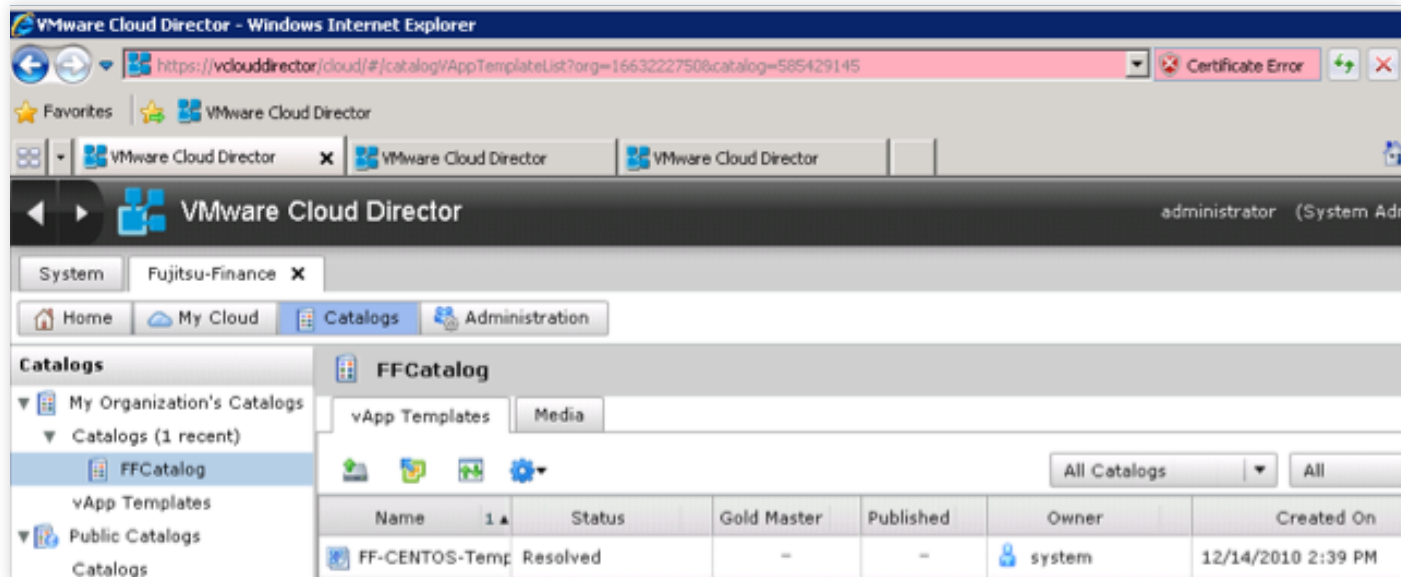 VMware Cloud Director - Windows Internet Explorer
https://vclouddirector/cloud/#/catalogVAppTemplateList?org=1663222750&catalog=585429145
Certificate Error
Favorites VMware Cloud Director
VMware Cloud Director VMware Cloud Director VMware Cloud Director
VMware Cloud Director administrator (System Adr
System Fujitsu-Finance
Home My Cloud Catalogs Administration
Catalogs
My Organization's Catalogs
Catalogs (1 recent)
FFCatalog
vApp Templates
Public Catalogs
Catalogs
FFCatalog
vApp Templates Media
All Catalogs All
Name 1 Status Gold Master Published Owner Created On
FF-CENTOS-Temp Resolved - - system 12/14/2010 2:39 PM